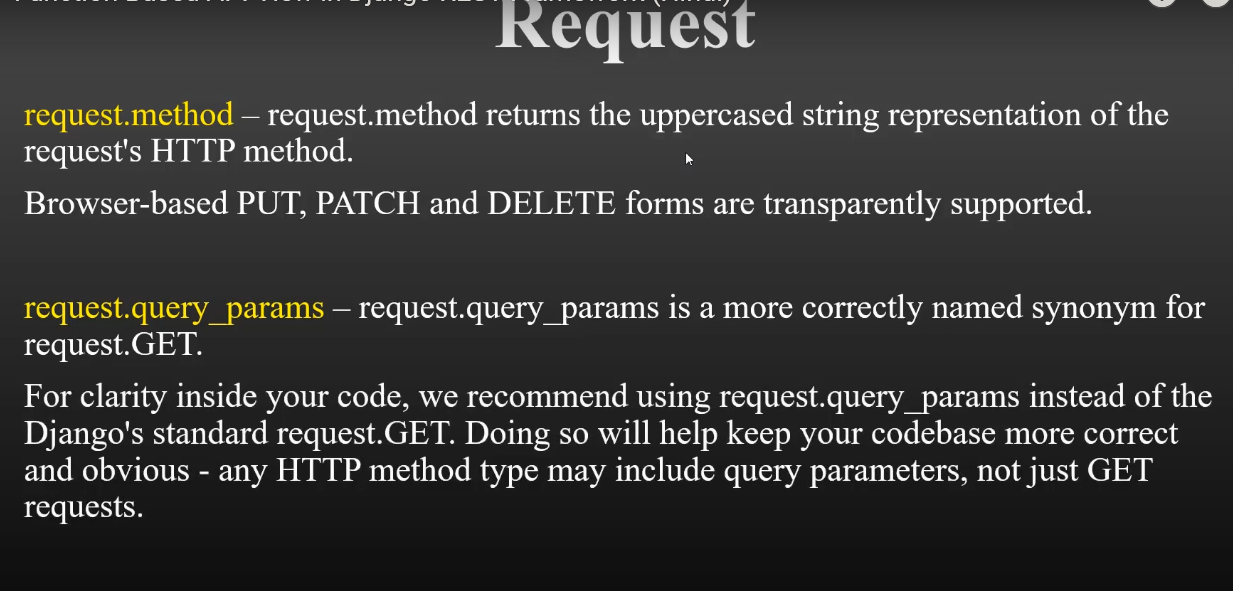 Request
request.method – request.method returns the uppercased string representation of the
request's HTTP method.
Browser-based PUT, PATCH and DELETE forms are transparently supported.
request.query_params – request.query_params is a more correctly named synonym for
request.GET.
For clarity inside your code, we recommend using request.query_params instead of the
Django's standard request.GET. Doing so will help keep your codebase more correct
and obvious - any HTTP method type may include query parameters, not just GET
requests.